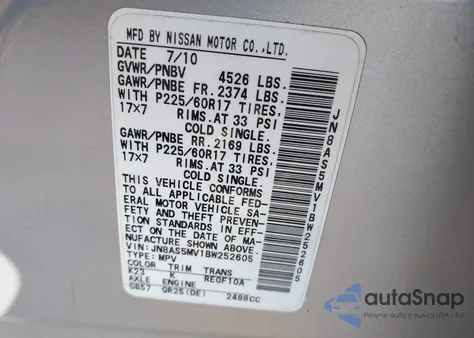 MFD BY NISSAN MOTOR CO.,LTD.
DATE 7/10
GVWR/PNBV 4526 LBS.
GAWR/PNBE FR. 2374 LBS.
WITH P225/60R17 TIRES,
17x7 RIMS.AT 33 PSI
COLD SINGLE.
GAWR/PNBE RR. 2169 LBS.
WITH P225/60R17 TIRES,
17x7 RIMS.AT 33 PSI
COLD SINGLE.
THIS VEHICLE CONFORMS
TO ALL APPLICABLE FED-
ERAL MOTOR VEHICLE SA-
FETY AND THEFT PREVEN-
TION STANDARDS IN EFF-
ECT ON THE DATE OF MA-
NUFACTURE SHOWN ABOVE.
JN8AS5MV1BW252605
TYPE: MPV
COLOR TRIM TRANS
K23 K RE0F10A
AXLE ENGINE
GB57 QR25(DE) 2488CC
JN8AS5MV1BW252605
autoSnap
Pewne auta z aukcji w USA